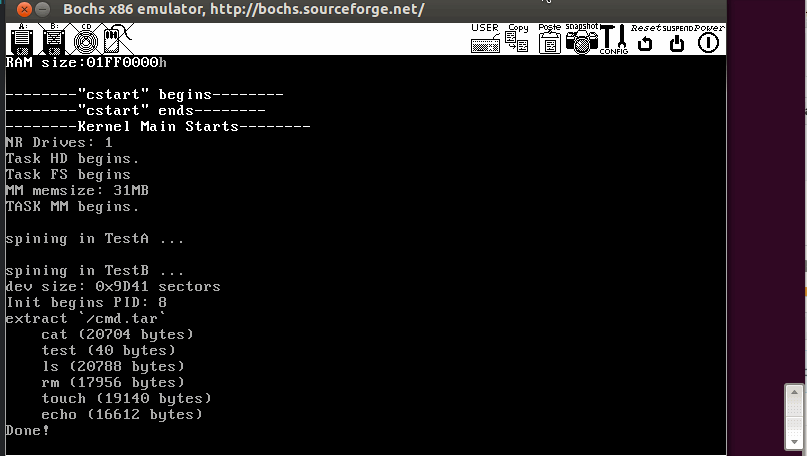 Bochs x86 emulator, http://bochs.sourceforge.net/
A: B: CD USER Copy Paste snapshot CONFIG Reset SUSPEND Power
RAM size:01FF0000h
--------"cstart" begins--------
--------"cstart" ends--------
--------Kernel Main Starts--------
NR Drives: 1
Task HD begins.
Task FS begins
MM memsize: 31MB
TASK MM begins.
spining in TestA ...
spining in TestB ...
dev size: 0x9D41 sectors
Init begins PID: 8
extract `/cmd.tar`
cat (20704 bytes)
test (40 bytes)
ls (20788 bytes)
rm (17956 bytes)
touch (19140 bytes)
echo (16612 bytes)
Done!